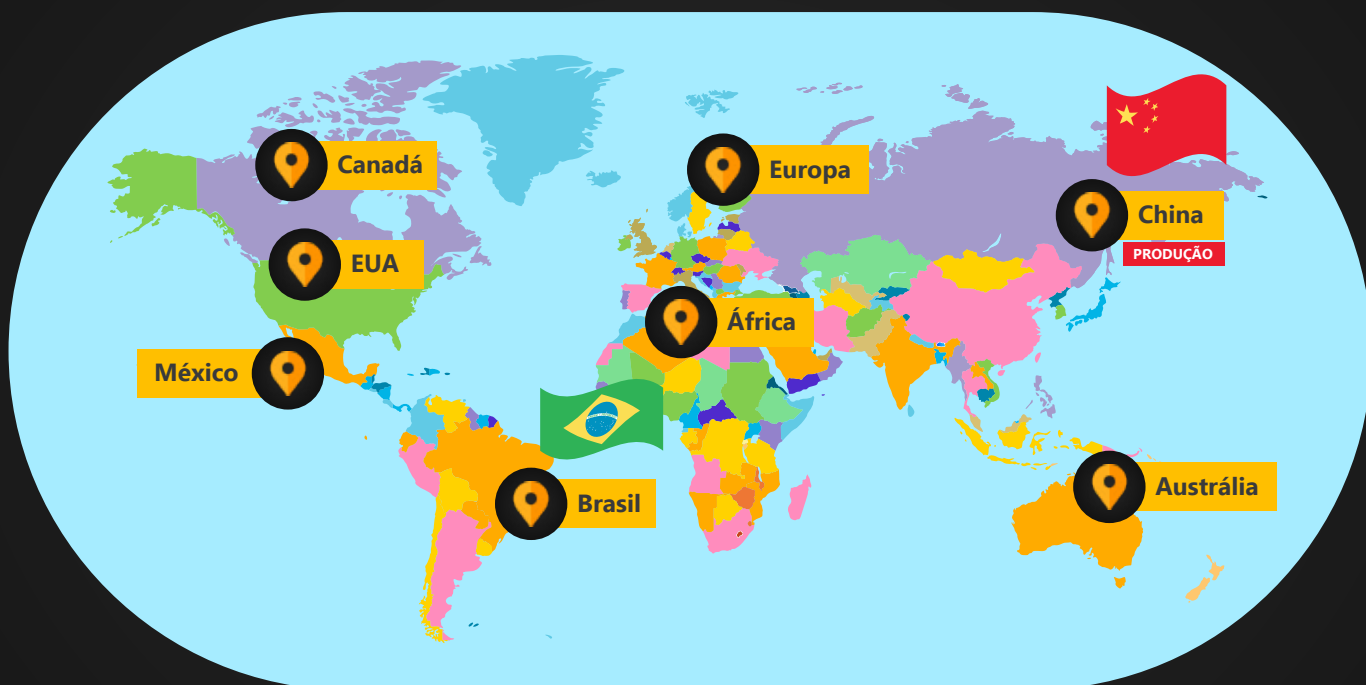 Canadá
Europa
China
PRODUÇÃO
EUA
África
México
Brasil
Austrália